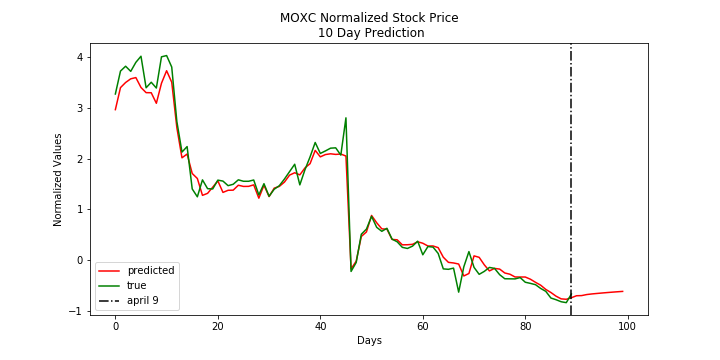 MOXC Normalized Stock Price
10 Day Prediction
Normalized Values
4
3
2
1
0
−1
predicted
true
april 9
0 20 40 60 80 100
Days